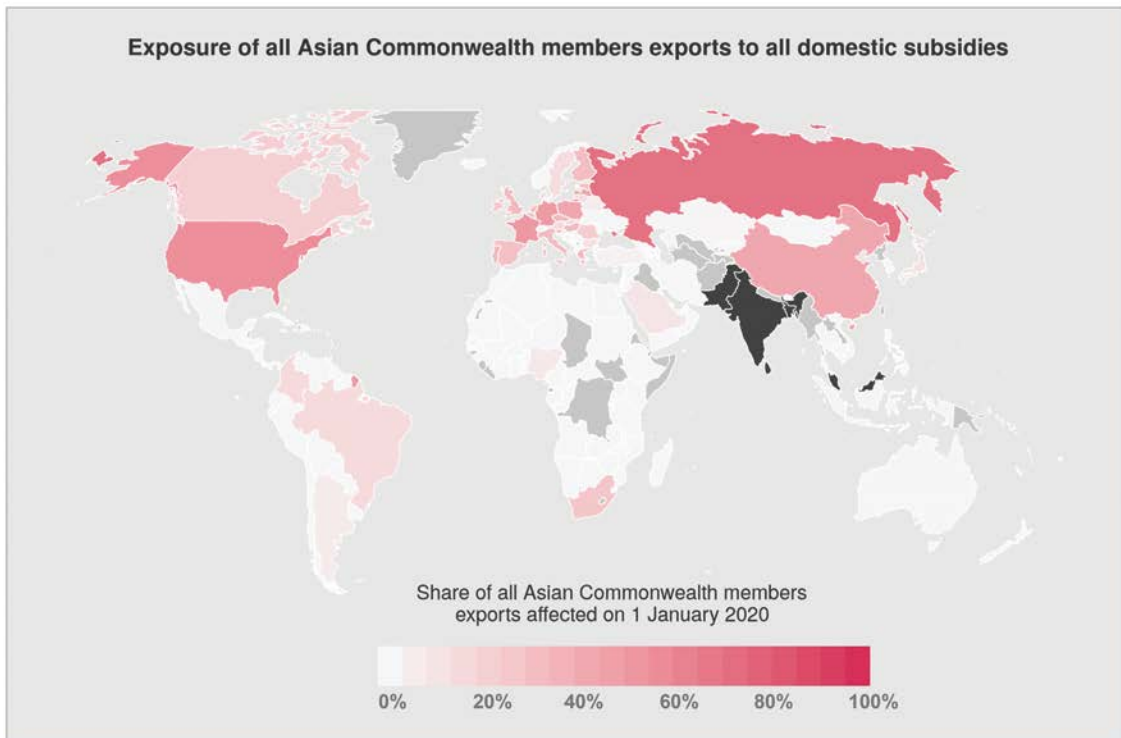 Exposure of all Asian Commonwealth members exports to all domestic subsidies
Share of all Asian Commonwealth members
exports affected on 1 January 2020
0% 20% 40% 60% 80% 100%